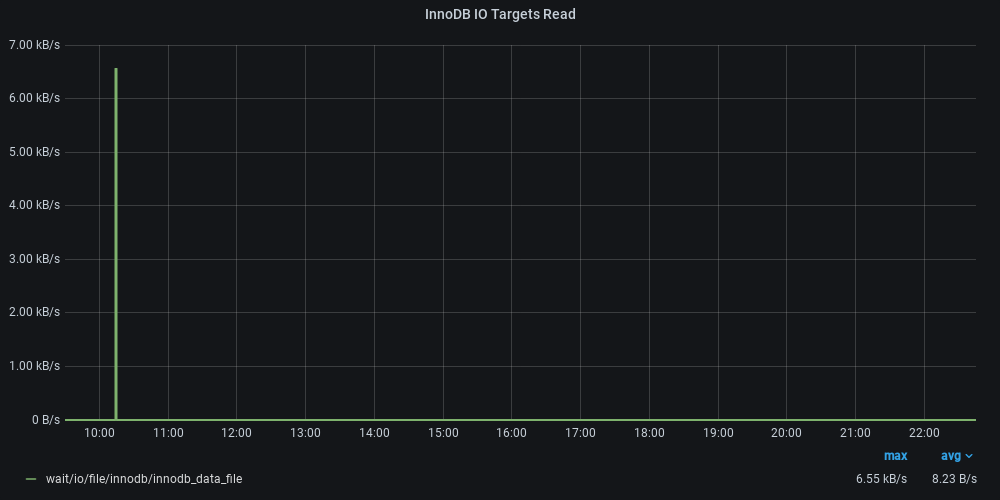 InnoDB IO Targets Read
7.00 kB/s
6.00 kB/s
5.00 kB/s
4.00 kB/s
3.00 kB/s
2.00 kB/s
1.00 kB/s
0 B/s
10:00 11:00 12:00 13:00 14:00 15:00 16:00 17:00 18:00 19:00 20:00 21:00 22:00
max avg
wait/io/file/innodb/innodb_data_file 6.55 kB/s 8.23 B/s